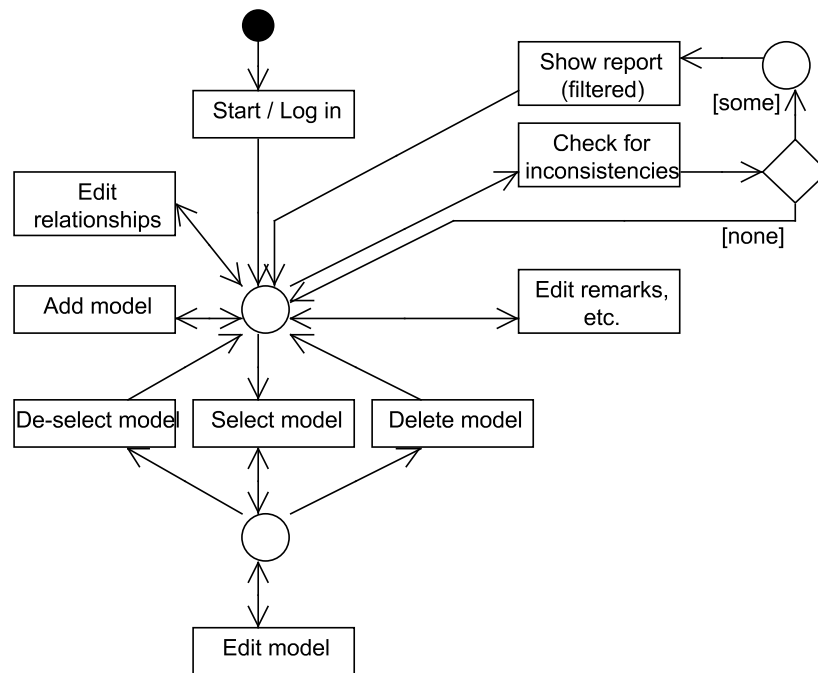 Start / Log in
Show report
(filtered)
[some]
Check for
inconsistencies
[none]
Edit
relationships
Add model
Edit remarks,
etc.
De-select model
Select model
Delete model
Edit model